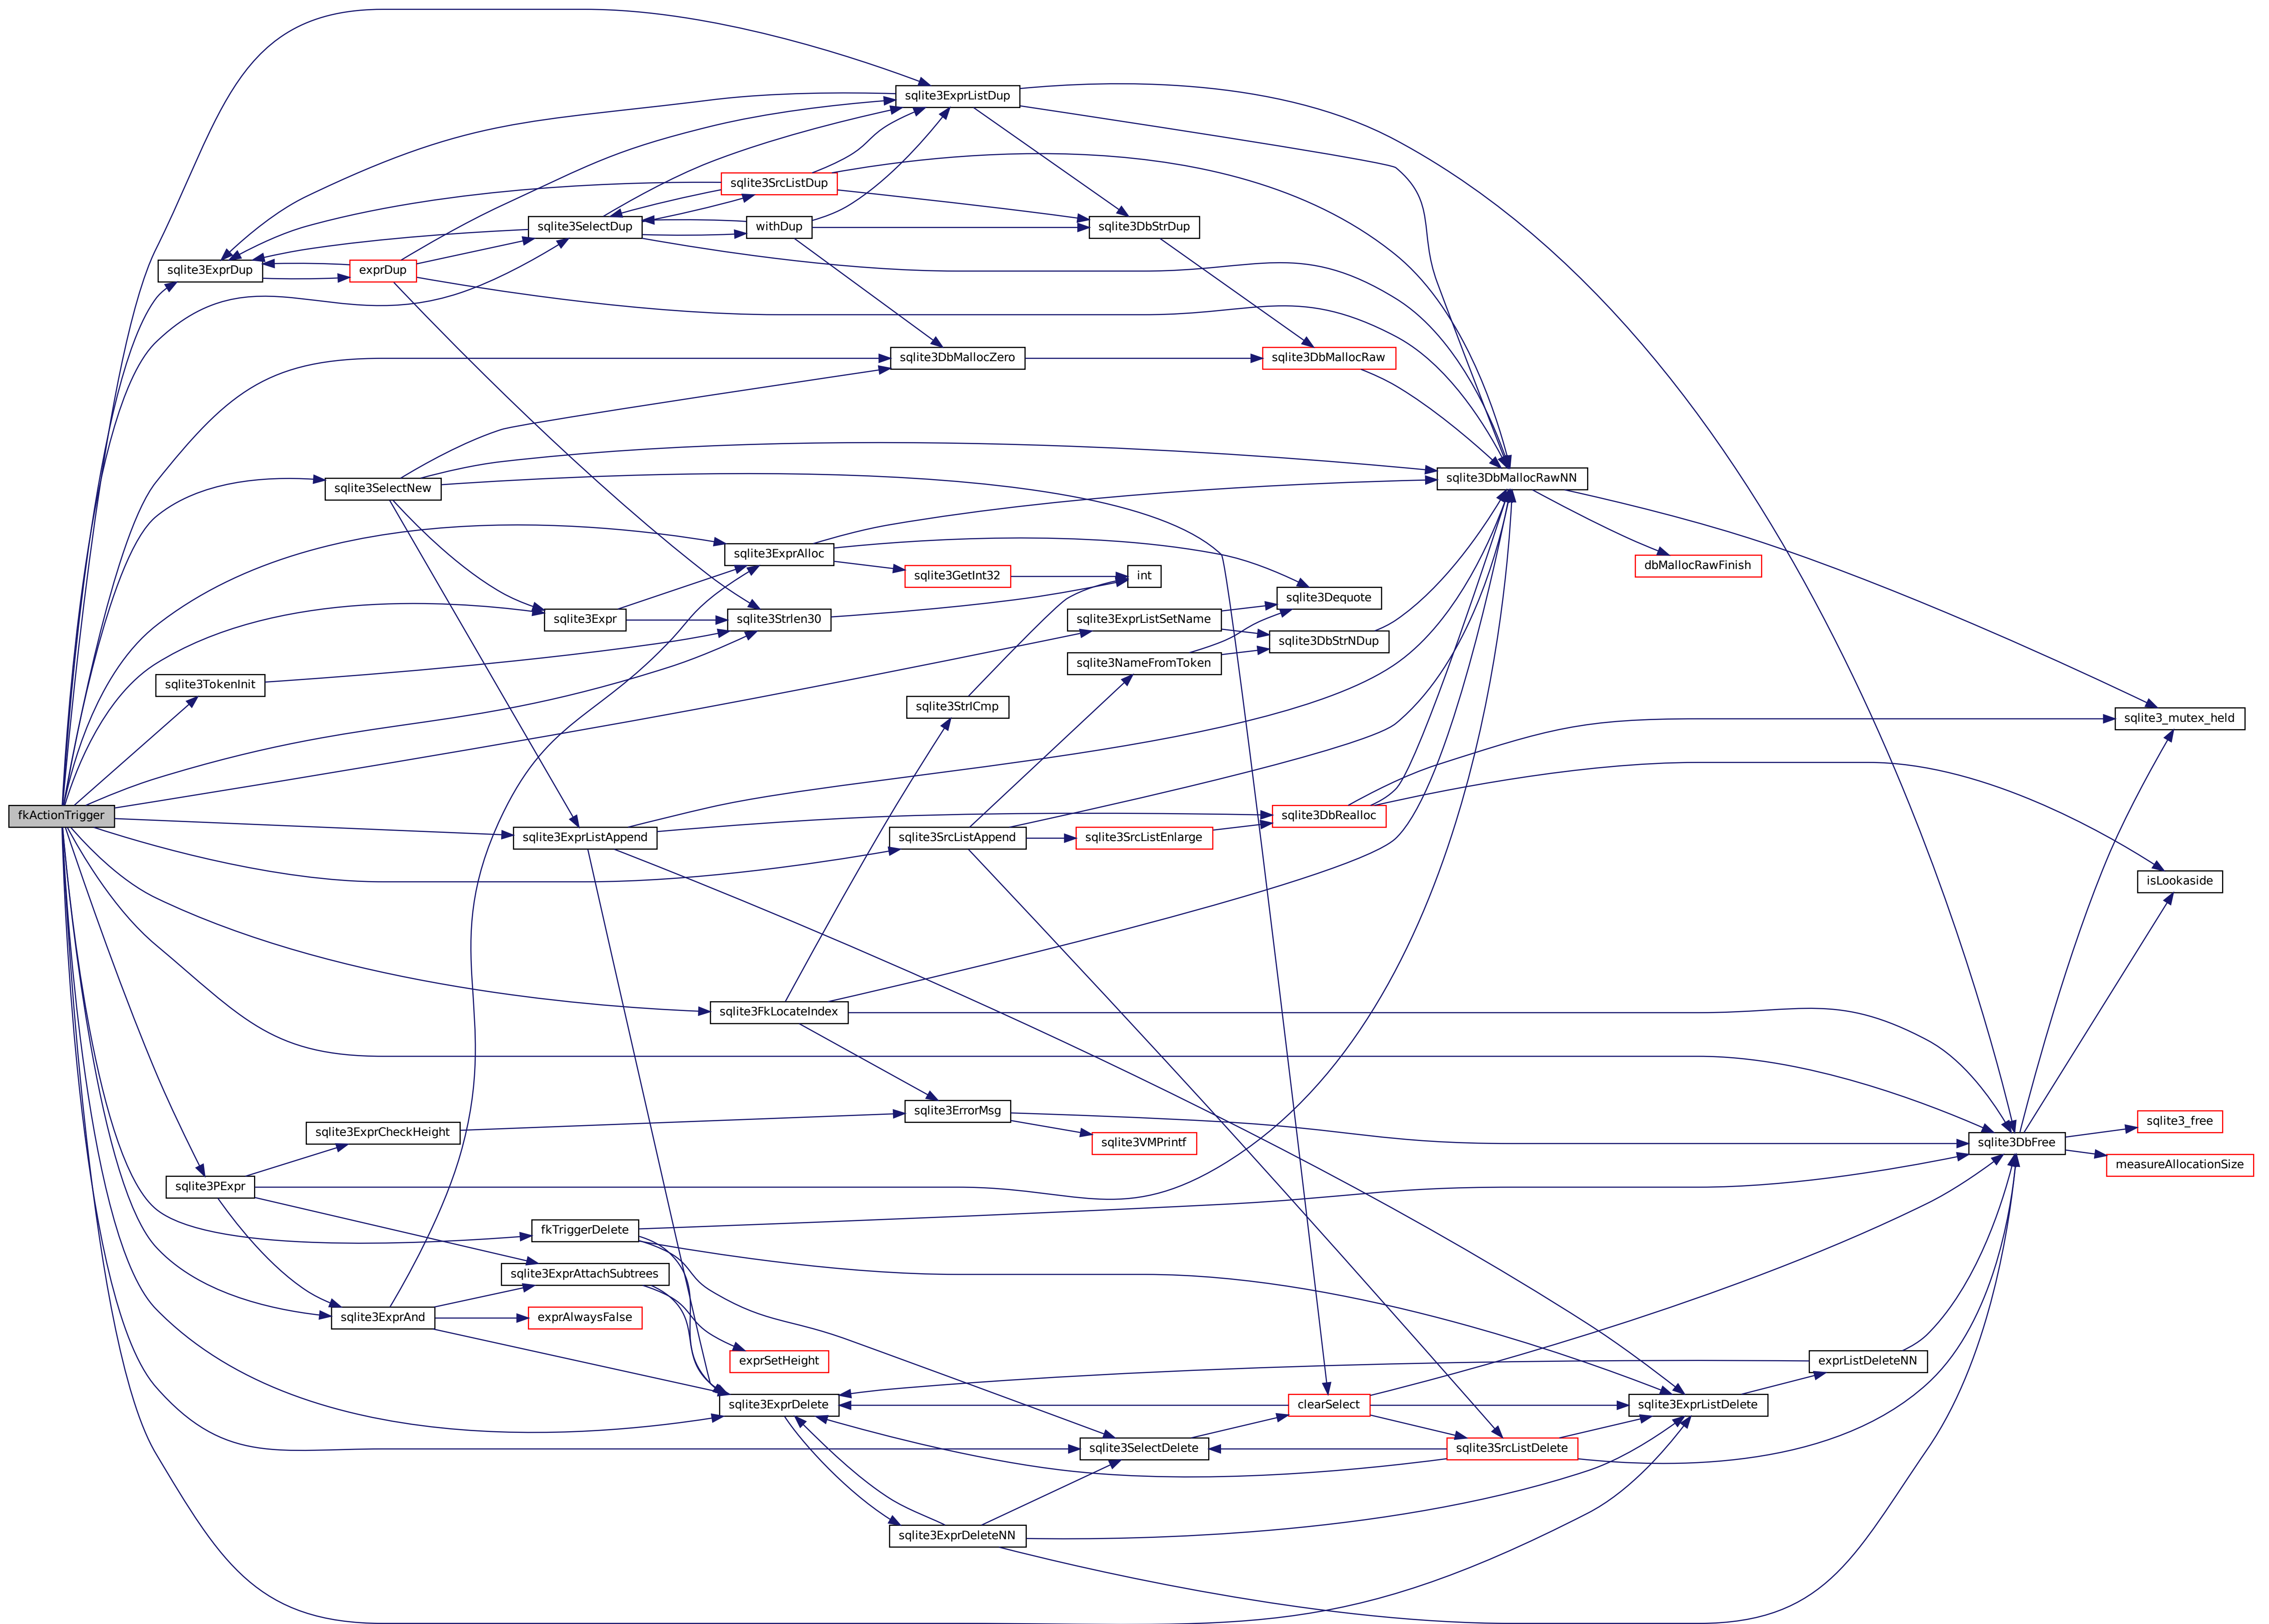 sqlite3ExprListDup
sqlite3SrcListDup
sqlite3SelectDup
withDup
sqlite3DbStrDup
sqlite3ExprDup
exprDup
sqlite3DbMallocZero
sqlite3DbMallocRaw
sqlite3SelectNew
sqlite3DbMallocRawNN
sqlite3ExprAlloc
dbMallocRawFinish
sqlite3GetInt32
int
sqlite3Dequote
sqlite3Expr
sqlite3Strlen30
sqlite3ExprListSetName
sqlite3DbStrNDup
sqlite3NameFromToken
sqlite3TokenInit
sqlite3StrICmp
sqlite3_mutex_held
fkActionTrigger
sqlite3DbRealloc
sqlite3ExprListAppend
sqlite3SrcListAppend
sqlite3SrcListEnlarge
isLookaside
sqlite3FkLocateIndex
sqlite3ErrorMsg
sqlite3_free
sqlite3ExprCheckHeight
sqlite3VMPrintf
sqlite3DbFree
measureAllocationSize
sqlite3PExpr
fkTriggerDelete
sqlite3ExprAttachSubtrees
sqlite3ExprAnd
exprAlwaysFalse
exprSetHeight
exprListDeleteNN
sqlite3ExprDelete
clearSelect
sqlite3ExprListDelete
sqlite3SelectDelete
sqlite3SrcListDelete
sqlite3ExprDeleteNN